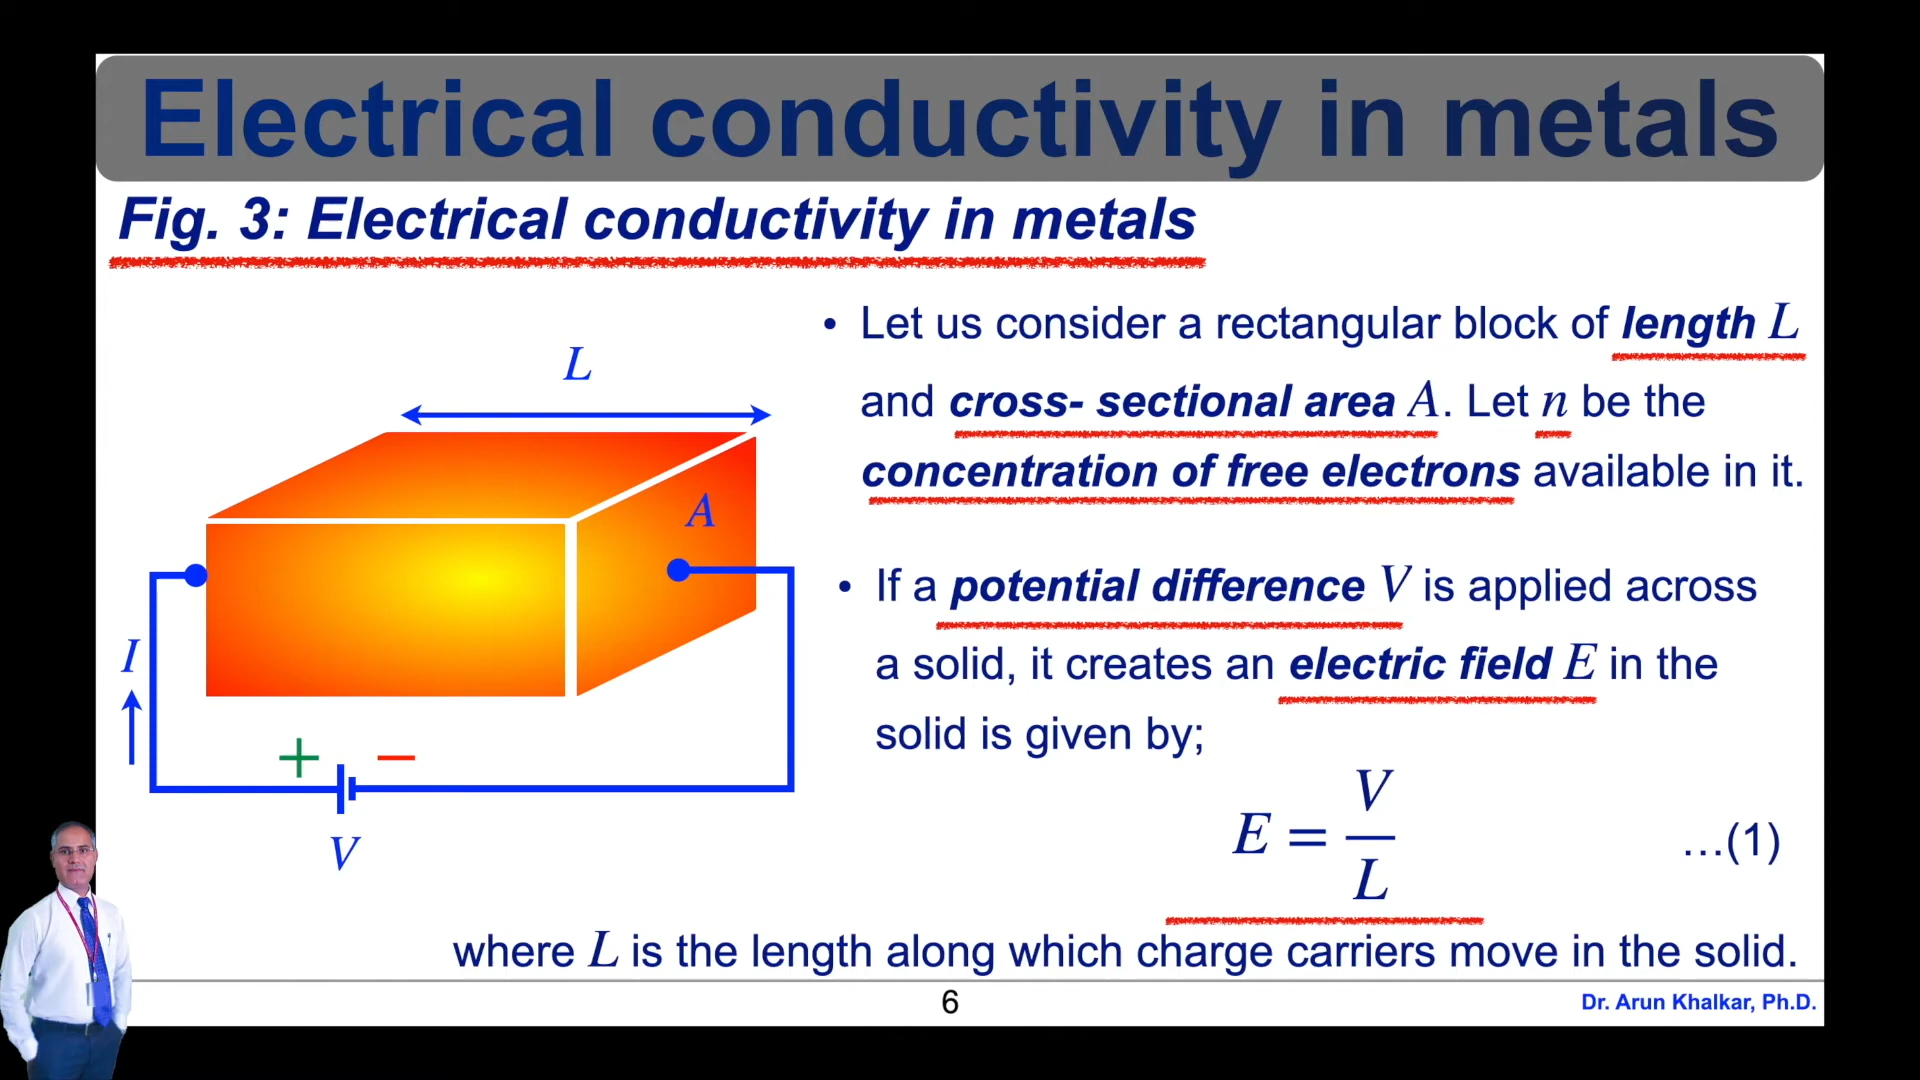 Electrical conductivity in metals
Fig. 3: Electrical conductivity in metals
• Let us consider a rectangular block of length L
and cross- sectional area A. Let n be the
concentration of free electrons available in it.
L
A
I
+ −
V
• If a potential difference V is applied across
a solid, it creates an electric field E in the
solid is given by;
E = V/L …(1)
where L is the length along which charge carriers move in the solid.
6
Dr. Arun Khalkar, Ph.D.